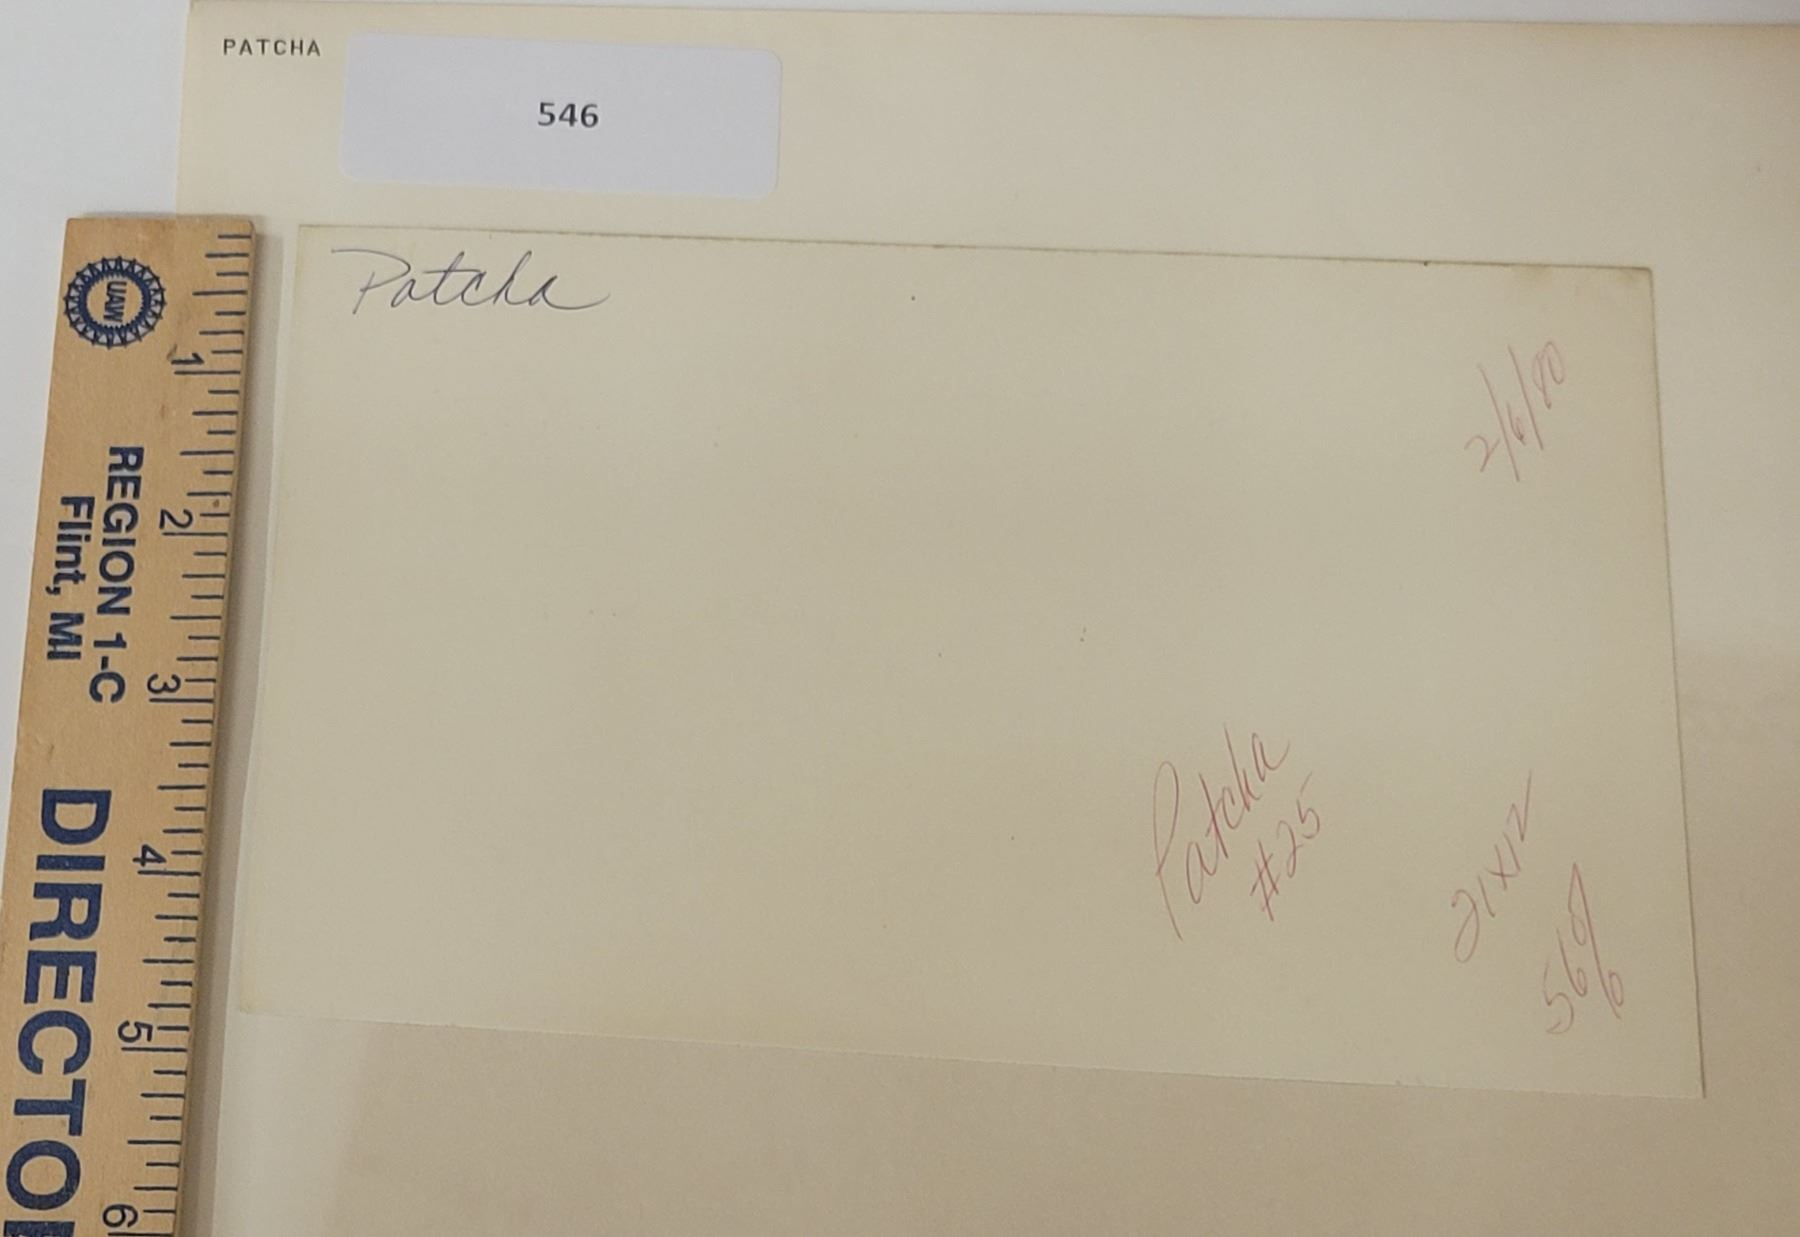 PATCHA
546
Patcha
2/6/80
Patcha
#25
21x12
56%
UAW
REGION 1-C
Flint, MI
1
2
3
4
5
6